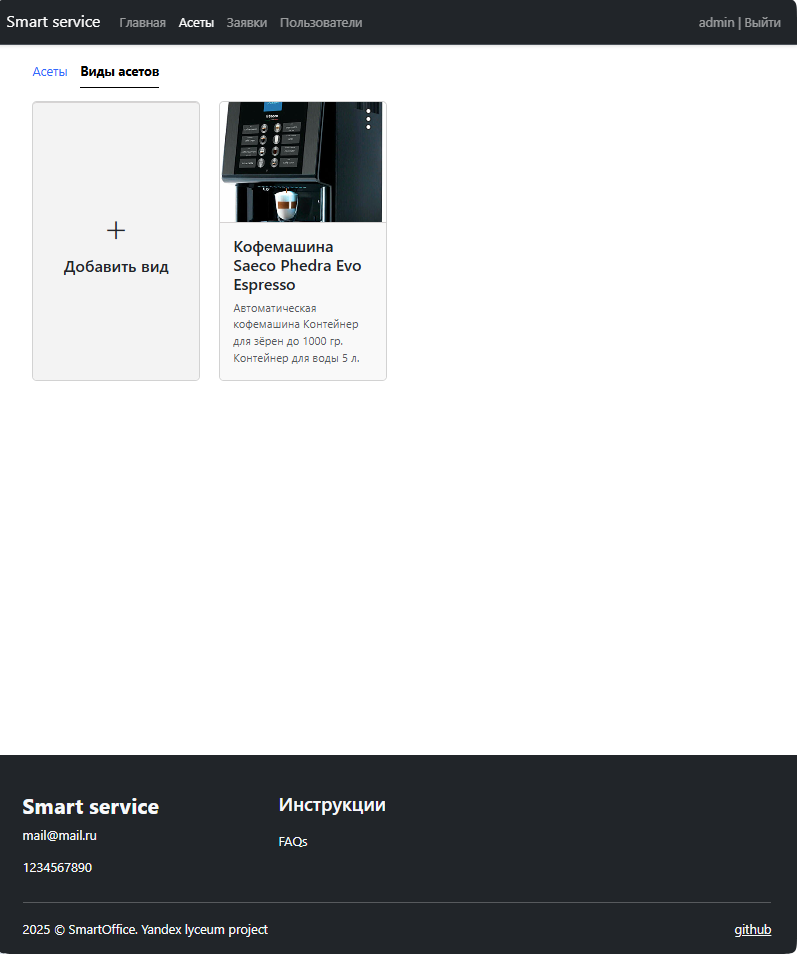 Smart service Главная Асеты Заявки Пользователи admin | Выйти
Асеты Виды асетов
Добавить вид
Кофемашина
Saeco Phedra Evo
Espresso
Автоматическая
кофемашина Контейнер
для зёрен до 1000 гр.
Контейнер для воды 5 л.
Smart service
mail@mail.ru
1234567890
Инструкции
FAQs
2025 © SmartOffice. Yandex lyceum project
github